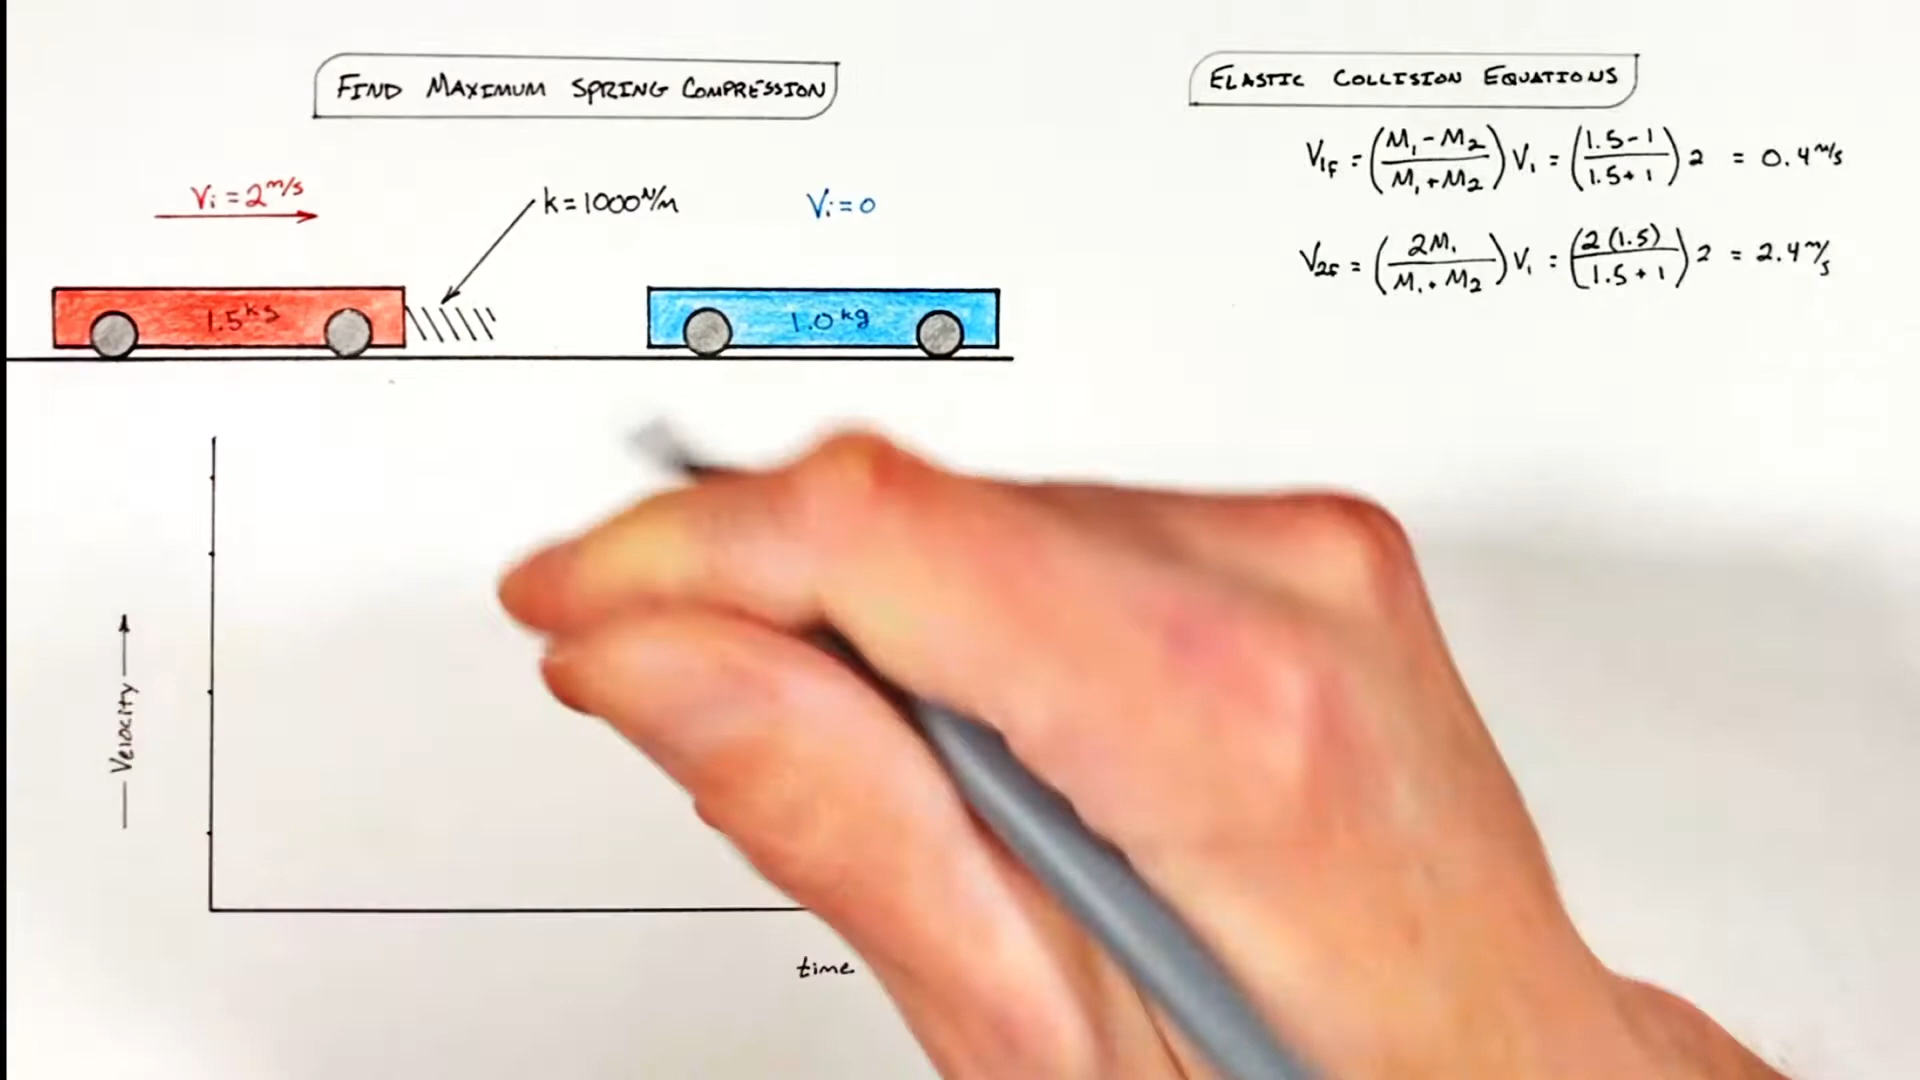 FIND MAXIMUM SPRING COMPRESSION
Vi = 2 m/s
k = 1000 N/m
Vi = 0
1.5 kg
1.0 kg
Velocity
time
ELASTIC COLLISION EQUATIONS
V1F = ((M1 - M2)/(M1 + M2)) V1 = ((1.5 - 1)/(1.5 + 1)) 2 = 0.4 m/s
V2F = (2M1/(M1 + M2)) V1 = (2(1.5)/(1.5 + 1)) 2 = 2.4 m/s